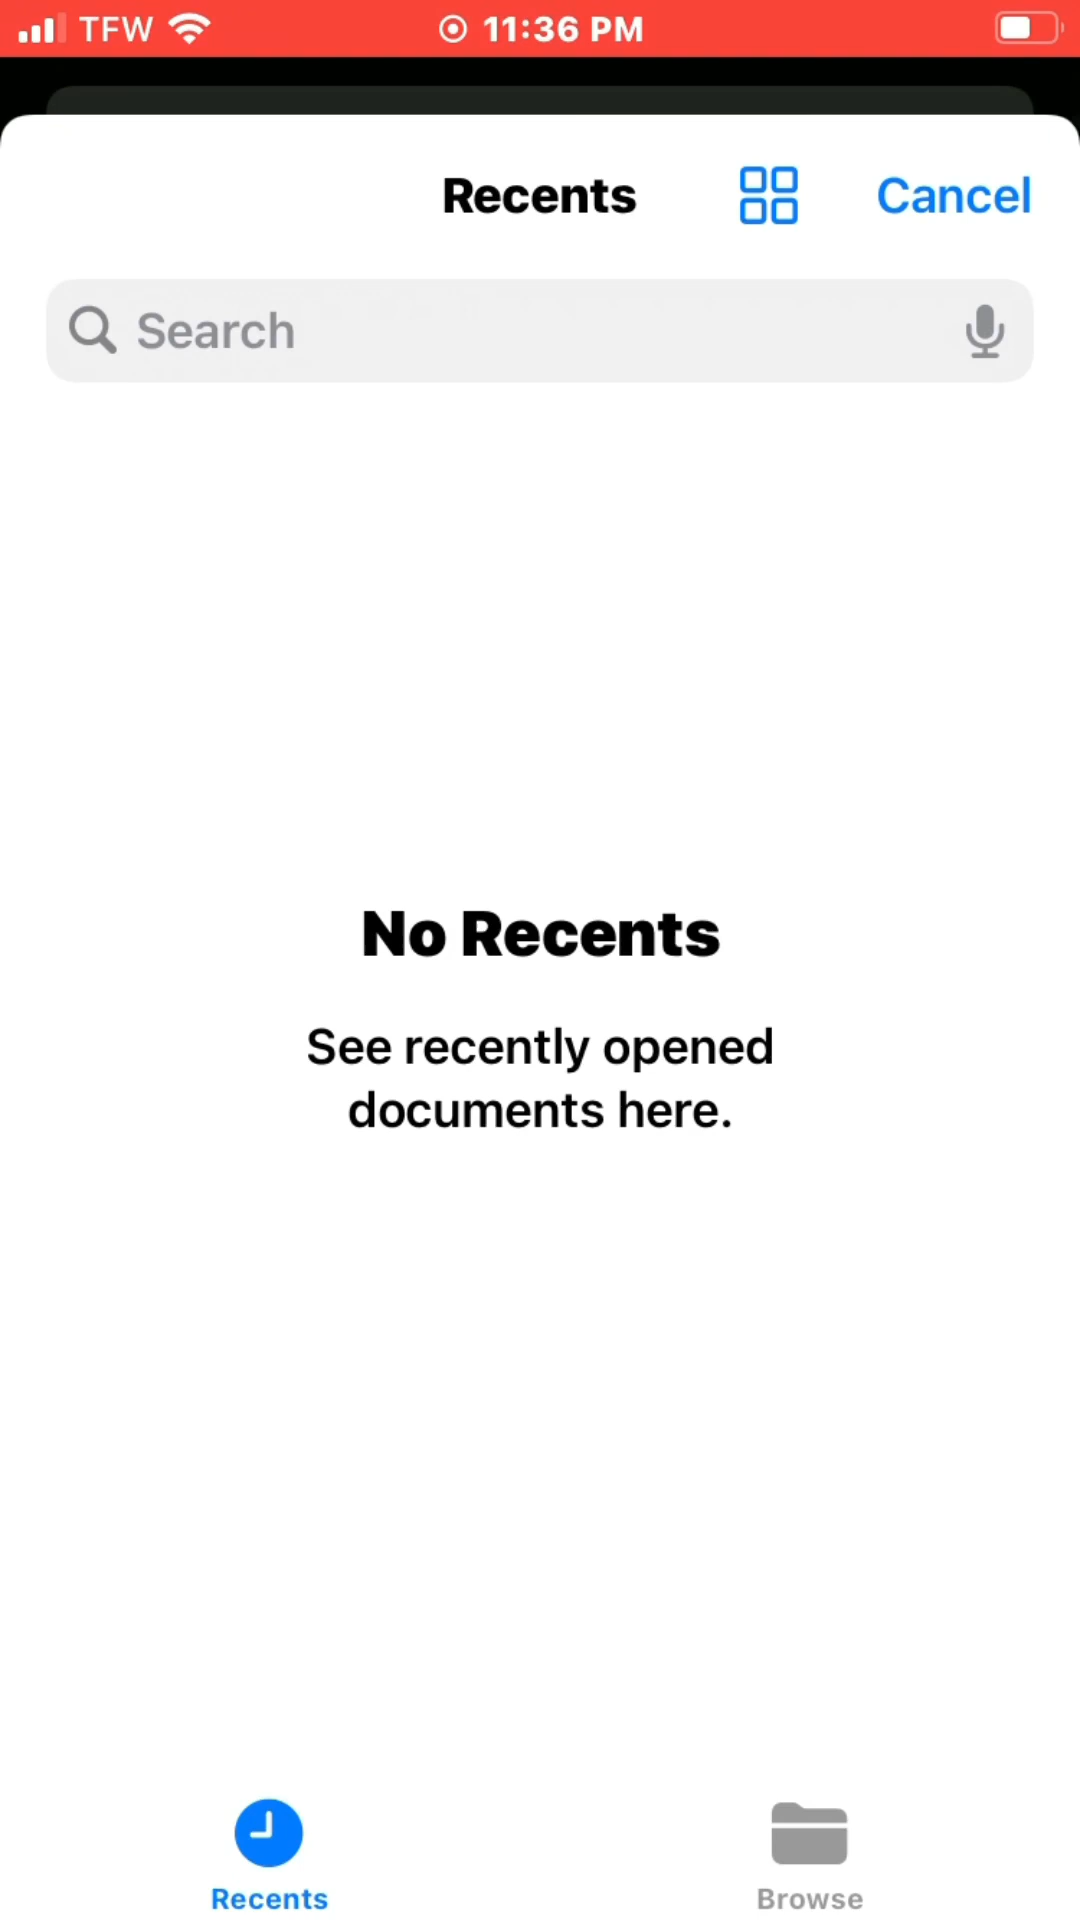 TFW 11:36 PM
Recents Cancel
Search
No Recents
See recently opened
documents here.
Recents Browse